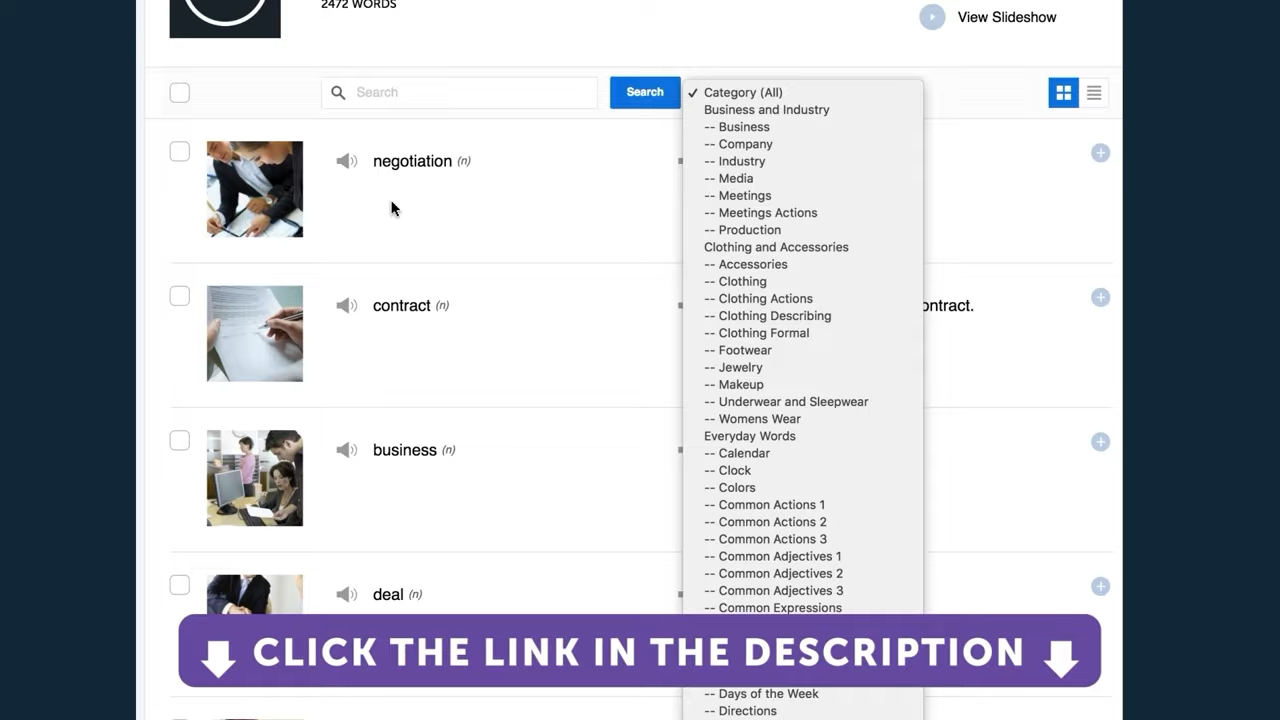 2472 WORDS
View Slideshow
Search
Search
negotiation (n)
contract (n)
ontract.
business (n)
deal (n)
✓ Category (All)
Business and Industry
-- Business
-- Company
-- Industry
-- Media
-- Meetings
-- Meetings Actions
-- Production
Clothing and Accessories
-- Accessories
-- Clothing
-- Clothing Actions
-- Clothing Describing
-- Clothing Formal
-- Footwear
-- Jewelry
-- Makeup
-- Underwear and Sleepwear
-- Womens Wear
Everyday Words
-- Calendar
-- Clock
-- Colors
-- Common Actions 1
-- Common Actions 2
-- Common Actions 3
-- Common Adjectives 1
-- Common Adjectives 2
-- Common Adjectives 3
-- Common Expressions
CLICK THE LINK IN THE DESCRIPTION
-- Days of the Week
-- Directions